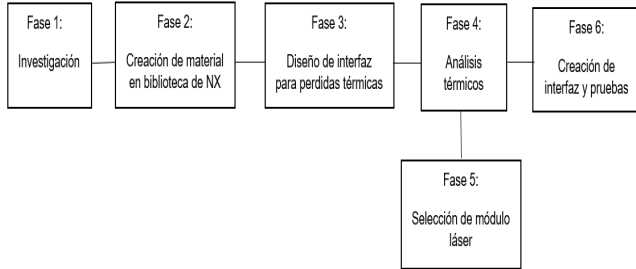 Fase 1:
Investigación
Fase 2:
Creación de material
en biblioteca de NX
Fase 3:
Diseño de interfaz
para perdidas térmicas
Fase 4:
Análisis
térmicos
Fase 6:
Creación de
interfaz y pruebas
Fase 5:
Selección de módulo
láser